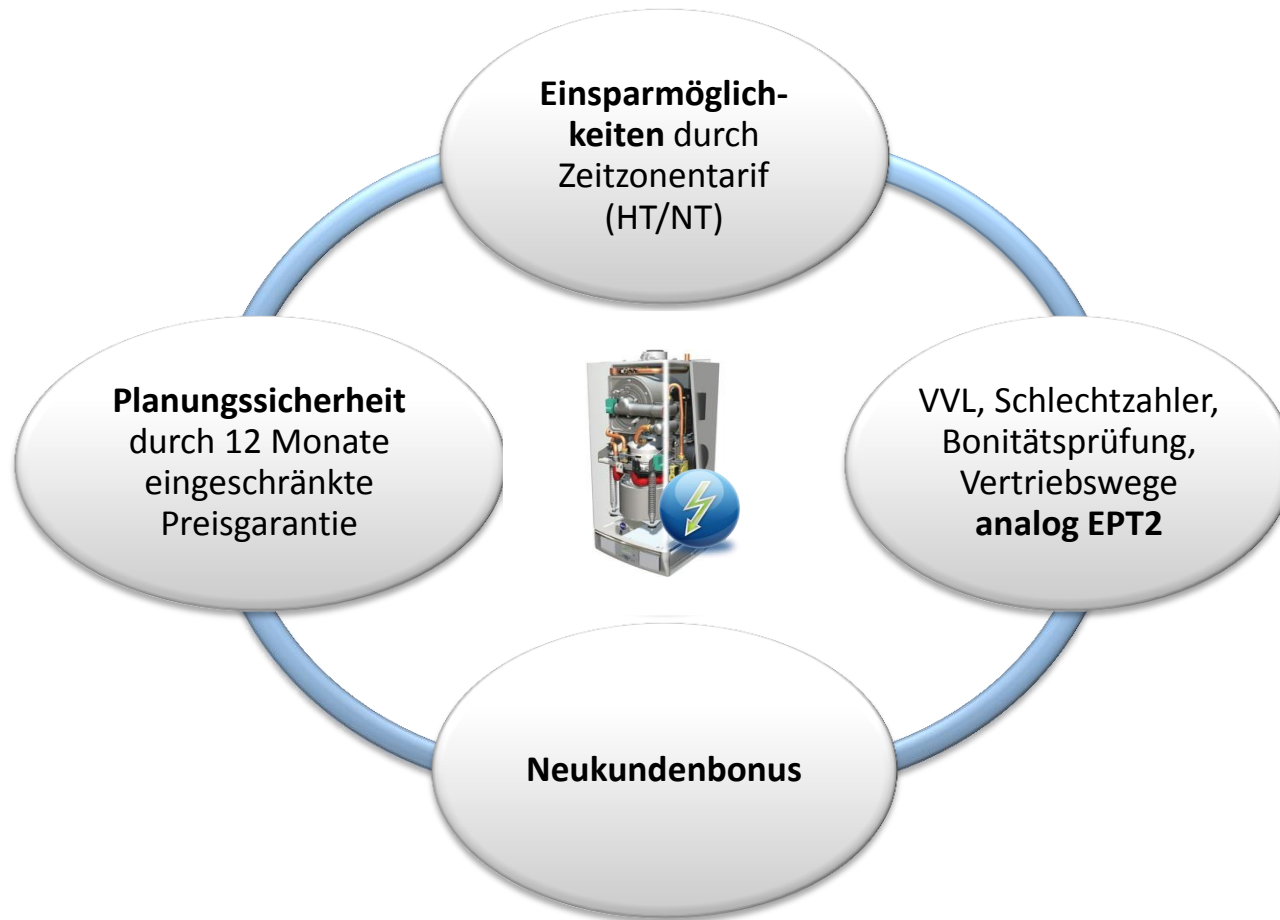 Einsparmöglich-
keiten durch
Zeitzonentarif
(HT/NT)
Planungssicherheit
durch 12 Monate
eingeschränkte
Preisgarantie
VVL, Schlechtzahler,
Bonitätsprüfung,
Vertriebswege
analog EPT2
Neukundenbonus